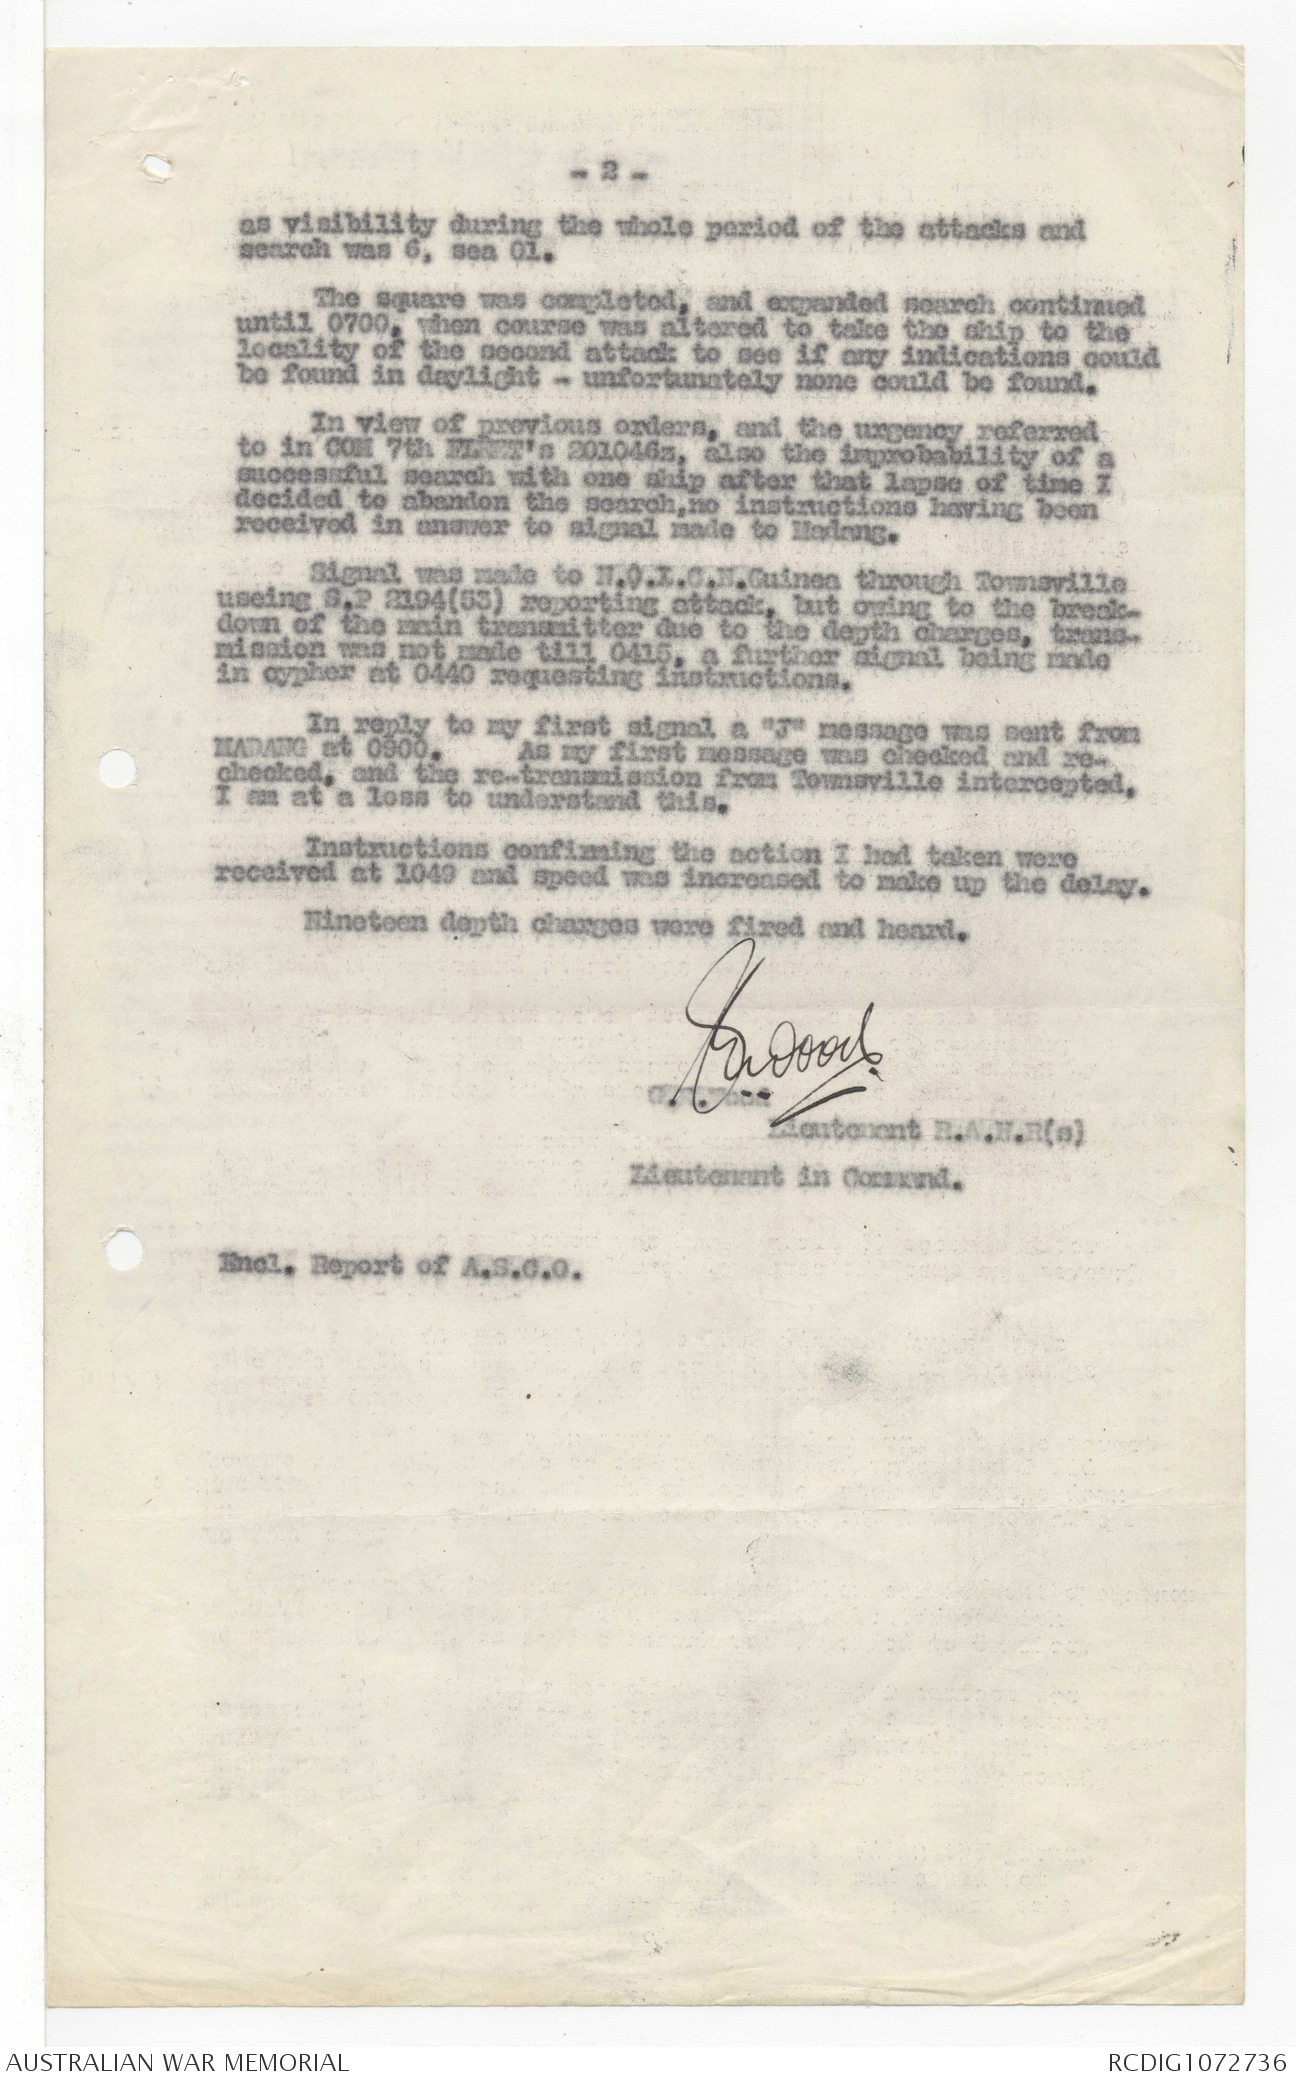 - 2 -
as visibility during the whole period of the attacks and
search was 6, sea 01.
The square was completed, and expanded search continued
until 0700, when course was altered to take the ship to the
locality of the second attack to see if any indications could
be found in daylight - unfortunately none could be found.
In view of previous orders, and the urgency referred
to in COM 7th FLEET's 201046z, also the improbability of a
successful search with one ship after that lapse of time I
decided to abandon the search,no instructions having been
received in answer to signal made to Madang.
Signal was made to N.O.I.C.N.Guinea through Townsville
useing S.P 2194(53) reporting attack, but owing to the break-
down of the main transmitter due to the depth charges, trans-
mission was not made till 0415, a further signal being made
in cypher at 0440 requesting instructions.
In reply to my first signal a "J" message was sent from
MADANG at 0900. As my first message was checked and re-
checked, and the re-transmission from Townsville intercepted,
I am at a loss to understand this.
Instructions confirming the action I had taken were
received at 1049 and speed was increased to make up the delay.
Nineteen depth charges were fired and heard.
Lieutenant R.A.N.R(s)
Lieutenant in Command.
Encl. Report of A.S.C.O.
AUSTRALIAN WAR MEMORIAL
RCDIG1072736